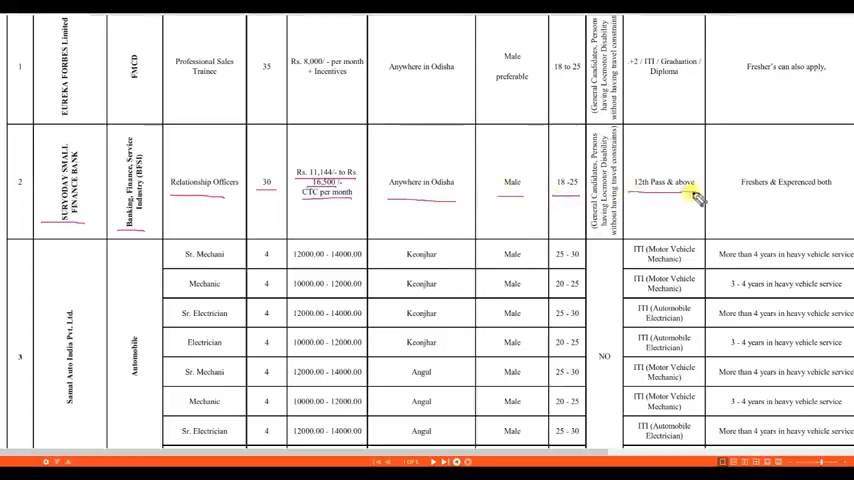 1
EUREKA FORBES Limited
FMCD
Professional Sales
Trainee
35
Rs. 8,000/ - per month
+ Incentives
Anywhere in Odisha
Male
preferable
18 to 25
(General Candidates, Persons
having Locomotor Disability
without having travel constraint
.+2 / ITI / Graduation /
Diploma
Fresher's can also apply,
2
SURYODAY SMALL
FINANCE BANK
Banking, Finance, Service
Industry (BFSI)
Relationship Officers
30
Rs. 11,144/- to Rs.
16,500 /-
CTC per month
Anywhere in Odisha
Male
18 -25
(General Candidates, Persons
having Locomotor Disability
without having travel constraints)
12th Pass & above
Freshers & Experenced both
3
Samal Auto India Pvt. Ltd.
Automobile
Sr. Mechani
4
12000.00 - 14000.00
Keonjhar
Male
25 - 30
NO
ITI (Motor Vehicle
Mechanic)
More than 4 years in heavy vehicle service
Mechanic
4
10000.00 - 12000.00
Keonjhar
Male
20 - 25
ITI (Motor Vehicle
Mechanic)
3 - 4 years in heavy vehicle service
Sr. Electrician
4
12000.00 - 14000.00
Keonjhar
Male
25 - 30
ITI (Automobile
Electrician)
More than 4 years in heavy vehicle service
Electrician
4
10000.00 - 12000.00
Keonjhar
Male
20 - 25
ITI (Automobile
Electrician)
3 - 4 years in heavy vehicle service
Sr. Mechani
4
12000.00 - 14000.00
Angul
Male
25 - 30
ITI (Motor Vehicle
Mechanic)
More than 4 years in heavy vehicle service
Mechanic
4
10000.00 - 12000.00
Angul
Male
20 - 25
ITI (Motor Vehicle
Mechanic)
3 - 4 years in heavy vehicle service
Sr. Electrician
4
12000.00 - 14000.00
Angul
Male
25 - 30
ITI (Automobile
Electrician)
More than 4 years in heavy vehicle service
1 OF 5